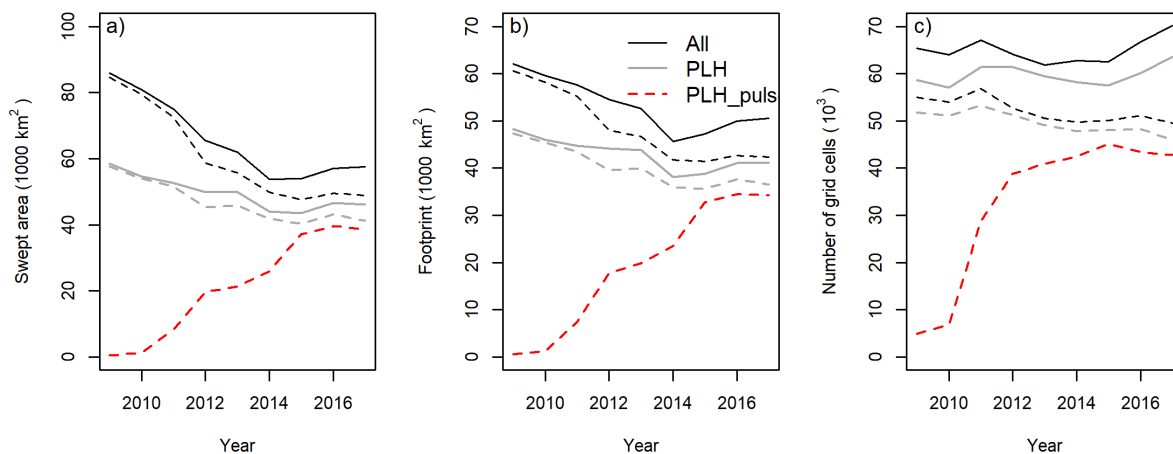 a)
Swept area (1000 km²)
100
80
60
40
20
0
2010 2012 2014 2016
Year
b)
All
PLH
PLH_puls
Footprint (1000 km²)
70
60
50
40
30
20
10
0
2010 2012 2014 2016
Year
c)
Number of grid cells (10³)
70
60
50
40
30
20
10
0
2010 2012 2014 2016
Year